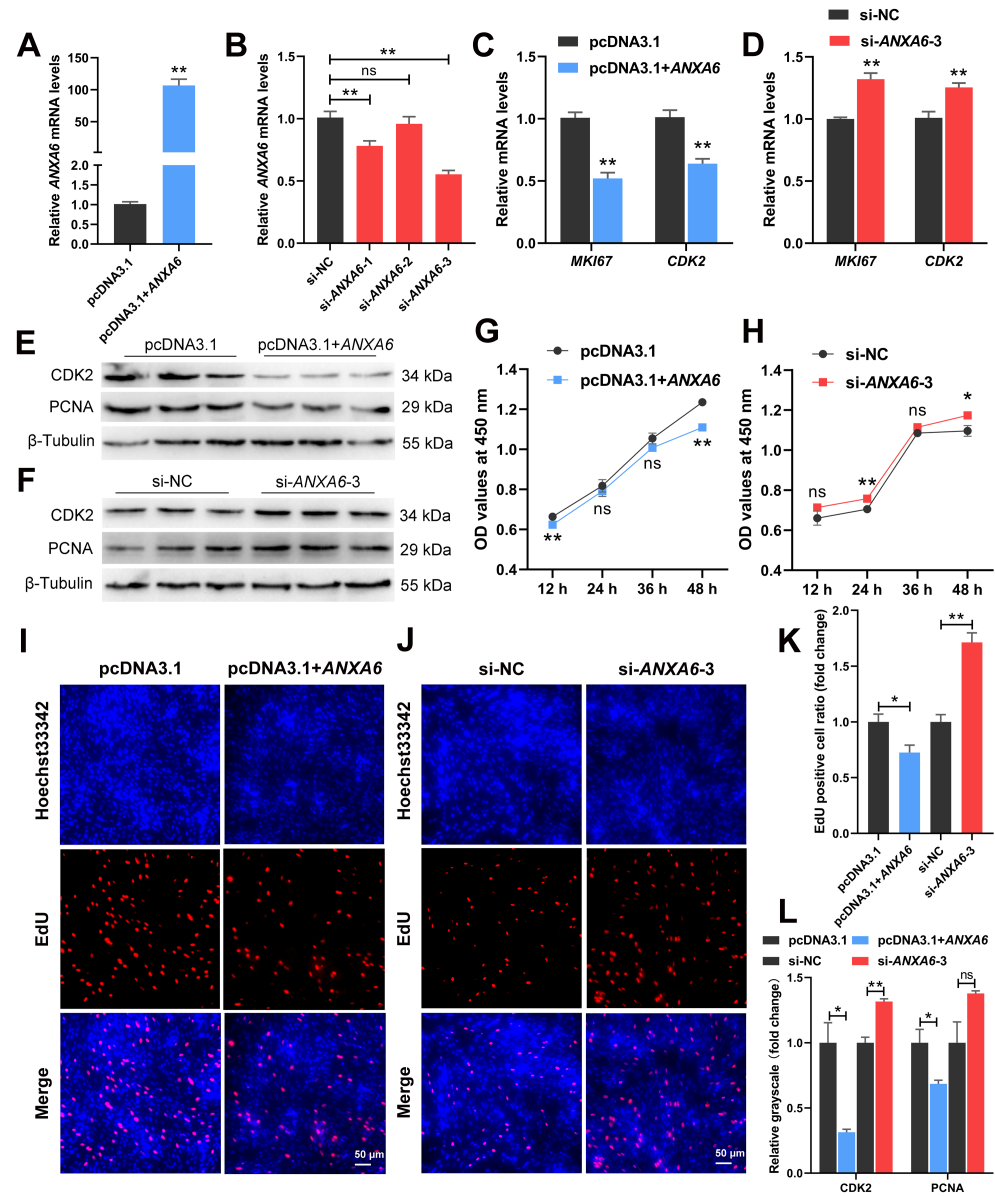 A
Relative ANXA6 mRNA levels
150
100
50
2.0
1.5
1.0
0.5
0.0
**
pcDNA3.1
pcDNA3.1+ANXA6
B
Relative ANXA6 mRNA levels
1.5
1.0
0.5
0.0
**
ns
**
si-NC
si-ANXA6-1
si-ANXA6-2
si-ANXA6-3
C
pcDNA3.1
pcDNA3.1+ANXA6
Relative mRNA levels
1.5
1.0
0.5
0.0
**
**
MKI67
CDK2
D
si-NC
si-ANXA6-3
Relative mRNA levels
1.5
1.0
0.5
0.0
**
**
MKI67
CDK2
E
pcDNA3.1
pcDNA3.1+ANXA6
CDK2
34 kDa
PCNA
29 kDa
β-Tubulin
55 kDa
F
si-NC
si-ANXA6-3
CDK2
34 kDa
PCNA
29 kDa
β-Tubulin
55 kDa
G
pcDNA3.1
pcDNA3.1+ANXA6
OD values at 450 nm
1.4
1.2
1.0
0.8
0.6
0.4
**
ns
ns
**
12 h
24 h
36 h
48 h
H
si-NC
si-ANXA6-3
OD values at 450 nm
1.4
1.2
1.0
0.8
0.6
0.4
ns
**
ns
*
12 h
24 h
36 h
48 h
I
pcDNA3.1
pcDNA3.1+ANXA6
Hoechst33342
EdU
Merge
50 μm
J
si-NC
si-ANXA6-3
Hoechst33342
EdU
Merge
50 μm
K
EdU positive cell ratio (fold change)
2.0
1.5
1.0
0.5
0.0
*
**
pcDNA3.1
pcDNA3.1+ANXA6
si-NC
si-ANXA6-3
L
pcDNA3.1
pcDNA3.1+ANXA6
si-NC
si-ANXA6-3
Relative grayscale (fold change)
1.5
1.0
0.5
0.0
*
**
*
ns
CDK2
PCNA